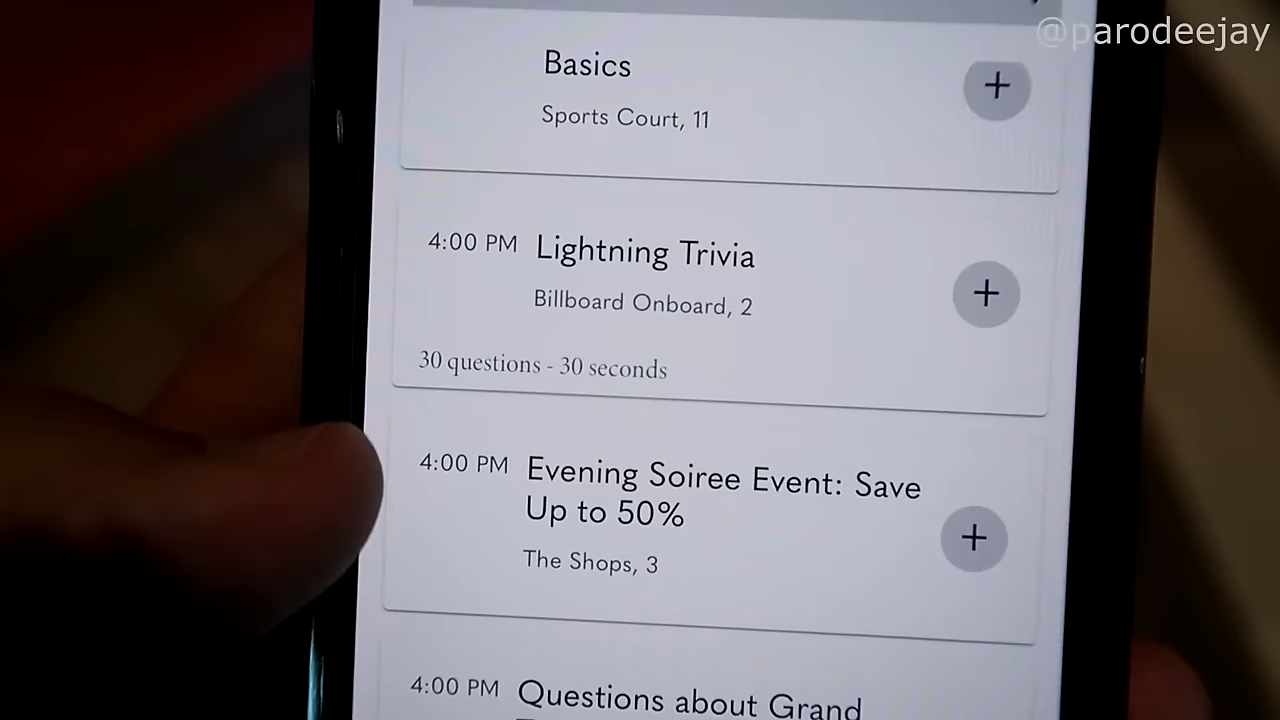 @parodeejay
Basics
Sports Court, 11
4:00 PM Lightning Trivia
Billboard Onboard, 2
30 questions - 30 seconds
4:00 PM Evening Soiree Event: Save
Up to 50%
The Shops, 3
4:00 PM Questions about Grand